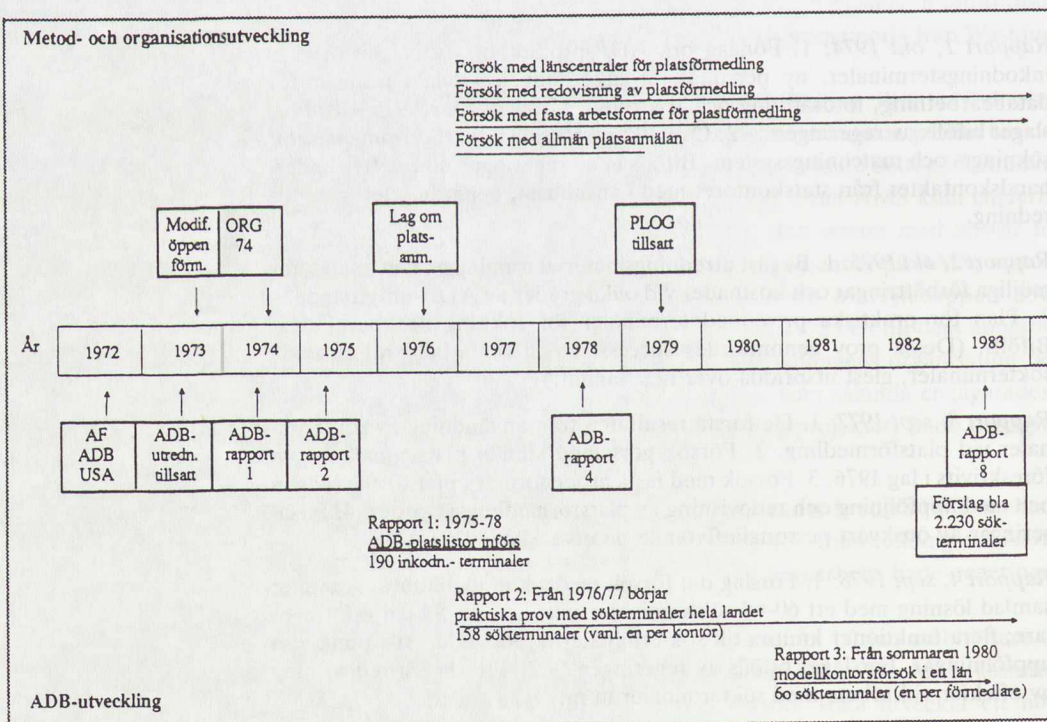 Metod- och organisationsutveckling
Försök med länscentraler för platsförmedling
Försök med redovisning av platsförmedling
Försök med fasta arbetsformer för plastförmedling
Försök med allmän platsanmälan
Modif.
öppen
förm.
ORG
74
Lag om
plats-
anm.
PLOG
tillsatt
År
1972 1973 1974 1975 1976 1977 1978 1979 1980 1981 1982 1983
AF
ADB
USA
ADB-
utredn.
tillsatt
ADB-
rapport
1
ADB-
rapport
2
ADB-
rapport
4
ADB-
rapport
8
Förslag bla
2.230 sök-
terminaler
Rapport 1: 1975-78
ADB-platslistor införs
190 inkodn.- terminaler
Rapport 2: Från 1976/77 börjar
praktiska prov med sökterminaler i hela landet
158 sökterminaler (vanl. en per kontor)
Rapport 3: Från sommaren 1980
modellkontorsförsök i ett län
60 sökterminaler (en per förmedlare)
ADB-utveckling